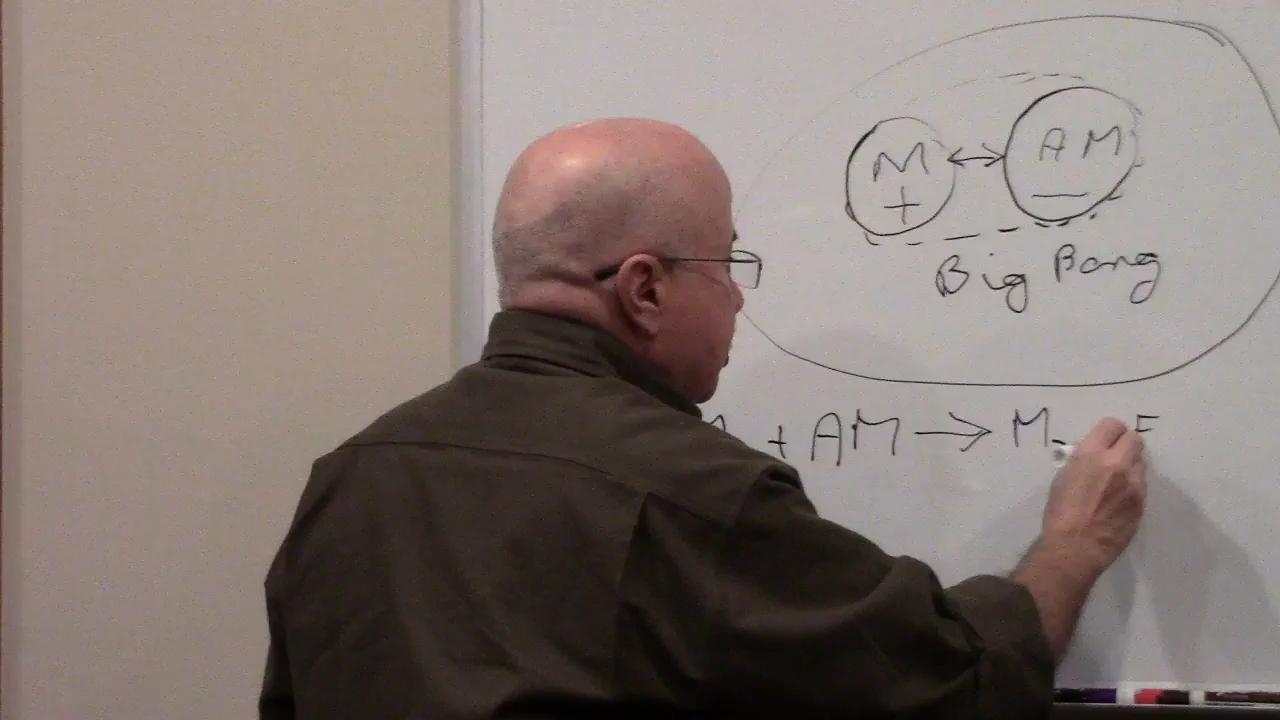 M ↔ AM
+ —
Big Bang
+ AM → M